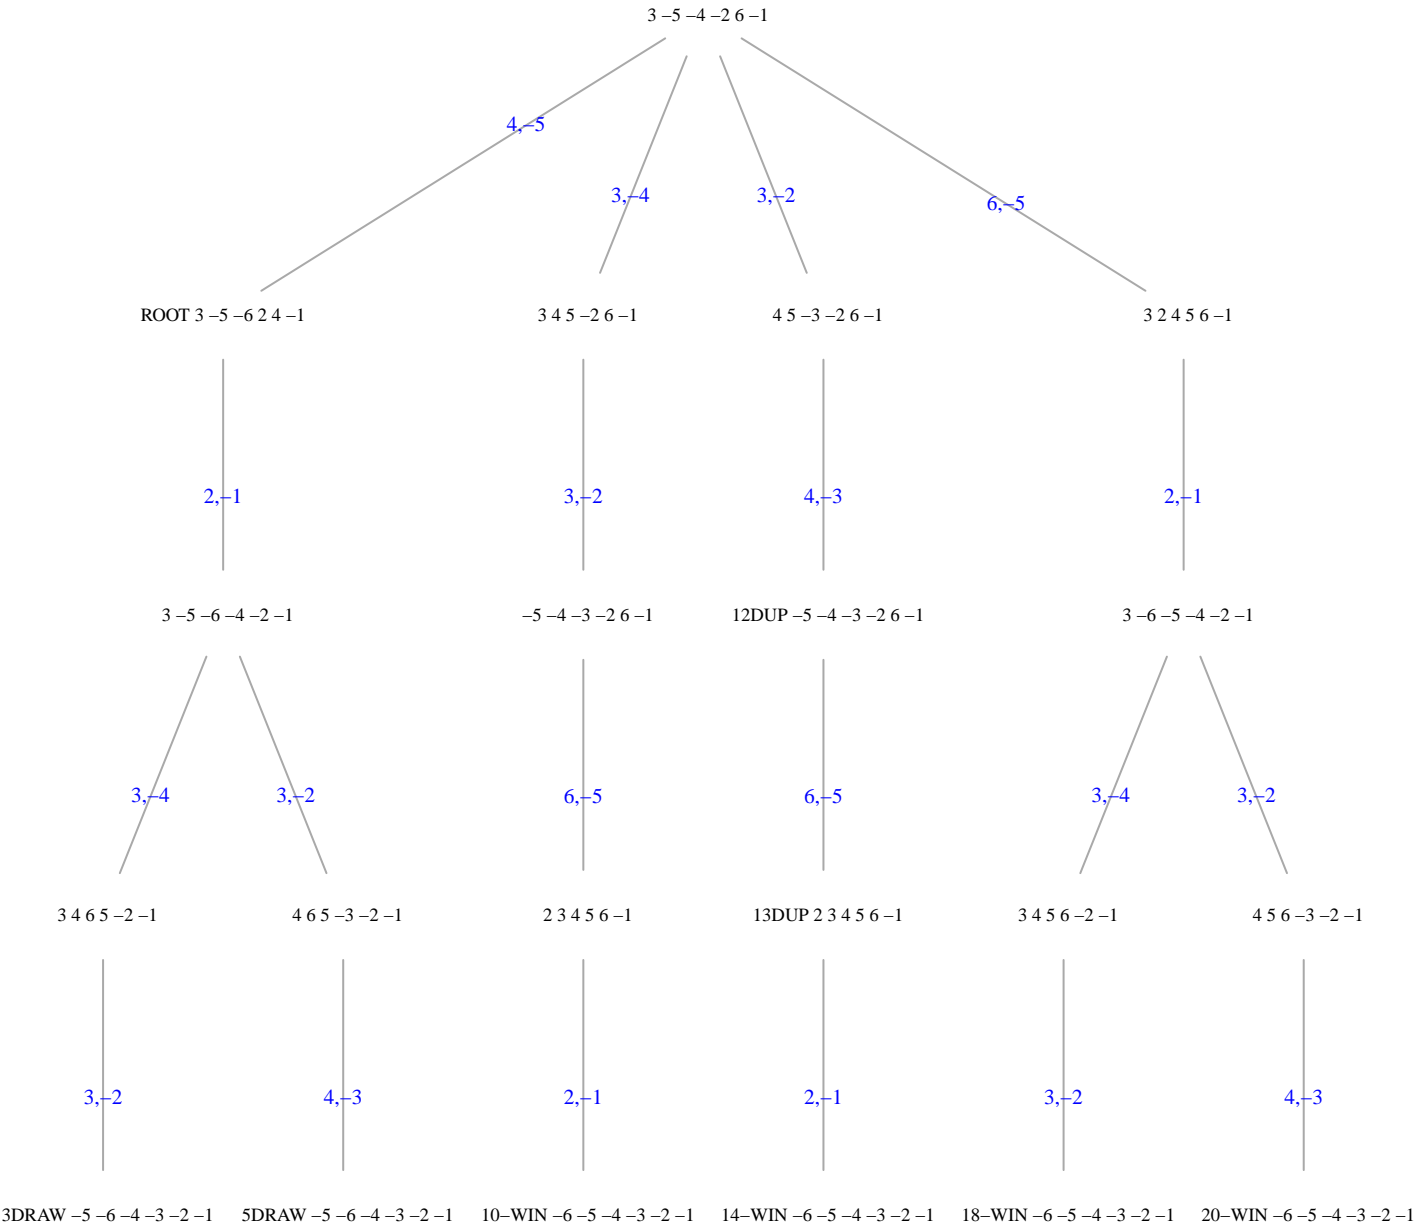 3 –5 –4 –2 6 –1
4,–5
3,–4
3,–2
6,–5
ROOT 3 –5 –6 2 4 –1
3 4 5 –2 6 –1
4 5 –3 –2 6 –1
3 2 4 5 6 –1
2,–1
3,–2
4,–3
2,–1
3 –5 –6 –4 –2 –1
–5 –4 –3 –2 6 –1
12DUP –5 –4 –3 –2 6 –1
3 –6 –5 –4 –2 –1
3,–4
3,–2
6,–5
6,–5
3,–4
3,–2
3 4 6 5 –2 –1
4 6 5 –3 –2 –1
2 3 4 5 6 –1
13DUP 2 3 4 5 6 –1
3 4 5 6 –2 –1
4 5 6 –3 –2 –1
3,–2
4,–3
2,–1
2,–1
3,–2
4,–3
3DRAW –5 –6 –4 –3 –2 –1
5DRAW –5 –6 –4 –3 –2 –1
10–WIN –6 –5 –4 –3 –2 –1
14–WIN –6 –5 –4 –3 –2 –1
18–WIN –6 –5 –4 –3 –2 –1
20–WIN –6 –5 –4 –3 –2 –1